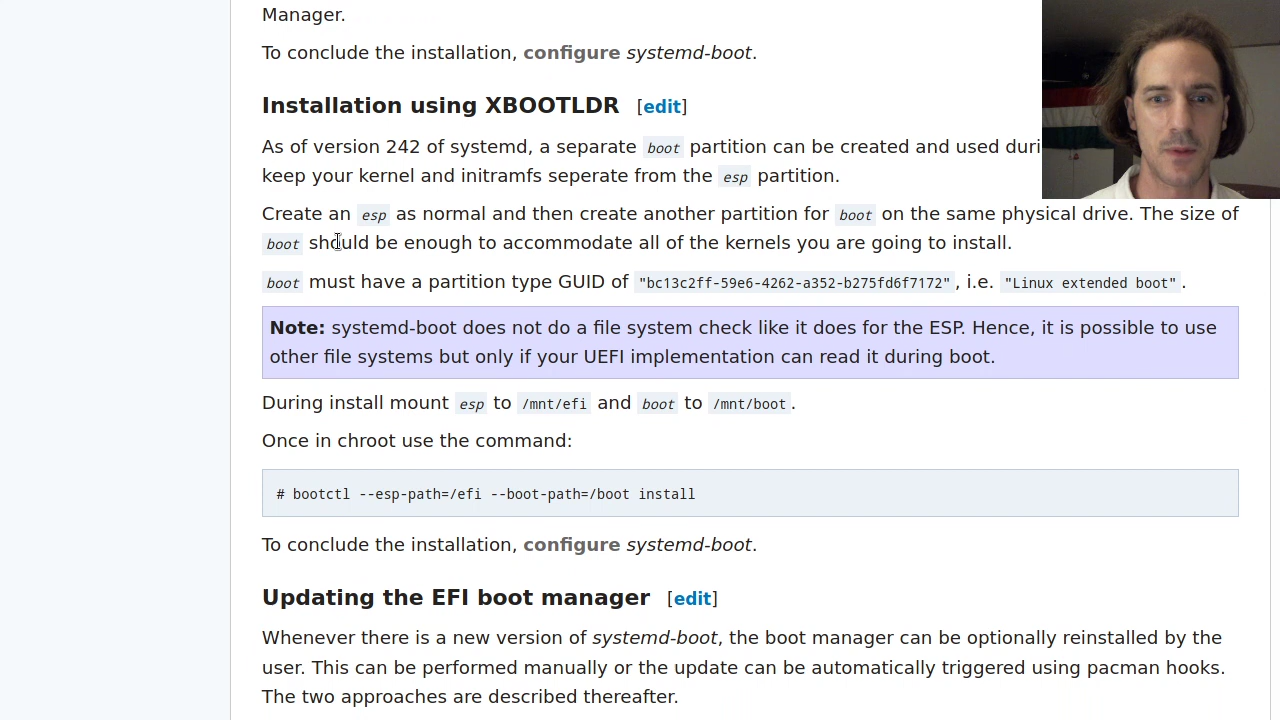 Manager.
To conclude the installation, configure systemd-boot.
Installation using XBOOTLDR [edit]
As of version 242 of systemd, a separate boot partition can be created and used duri
keep your kernel and initramfs seperate from the esp partition.
Create an esp as normal and then create another partition for boot on the same physical drive. The size of
boot should be enough to accommodate all of the kernels you are going to install.
boot must have a partition type GUID of "bc13c2ff-59e6-4262-a352-b275fd6f7172", i.e. "Linux extended boot".
Note: systemd-boot does not do a file system check like it does for the ESP. Hence, it is possible to use
other file systems but only if your UEFI implementation can read it during boot.
During install mount esp to /mnt/efi and boot to /mnt/boot.
Once in chroot use the command:
# bootctl --esp-path=/efi --boot-path=/boot install
To conclude the installation, configure systemd-boot.
Updating the EFI boot manager [edit]
Whenever there is a new version of systemd-boot, the boot manager can be optionally reinstalled by the
user. This can be performed manually or the update can be automatically triggered using pacman hooks.
The two approaches are described thereafter.